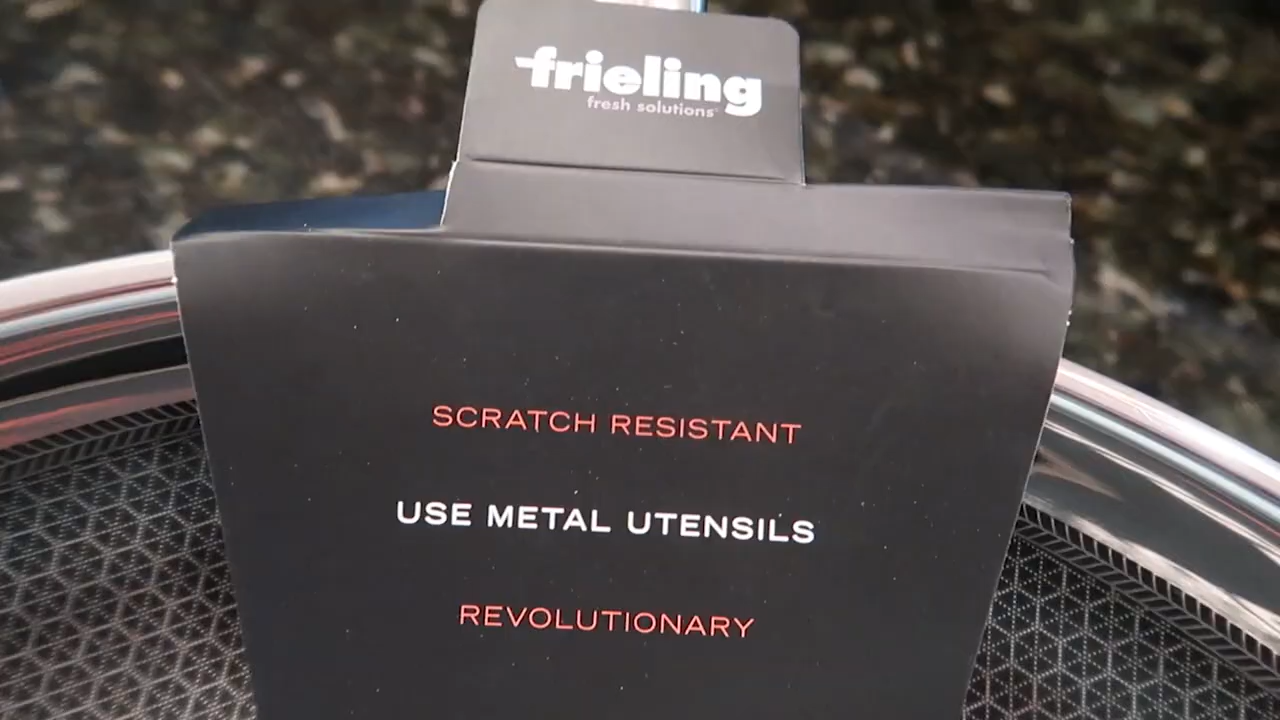 frieling
fresh solutions
SCRATCH RESISTANT
USE METAL UTENSILS
REVOLUTIONARY